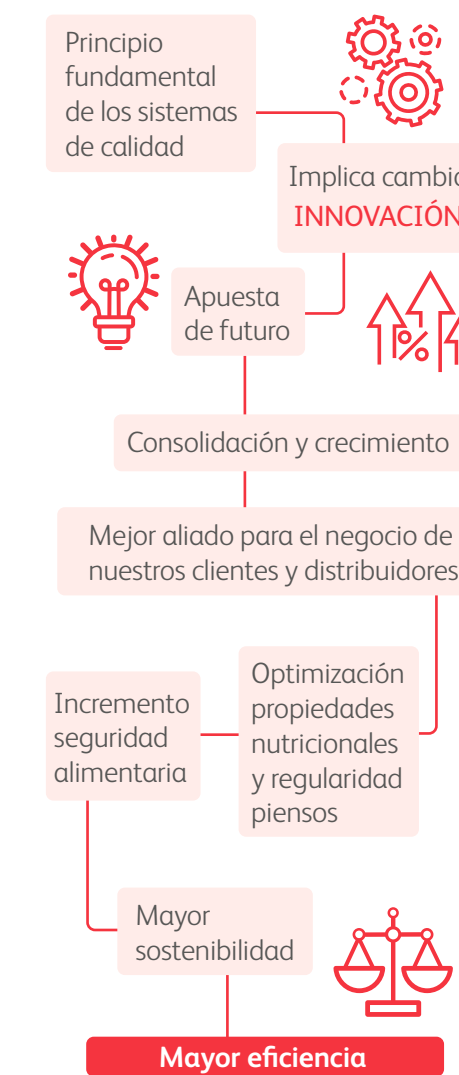 Principio
fundamental
de los sistemas
de calidad
Implica cambio
INNOVACIÓN
Apuesta
de futuro
%
Consolidación y crecimiento
Mejor aliado para el negocio de
nuestros clientes y distribuidores
Optimización
propiedades
nutricionales
y regularidad
piensos
Incremento
seguridad
alimentaria
Mayor
sostenibilidad
Mayor eficiencia